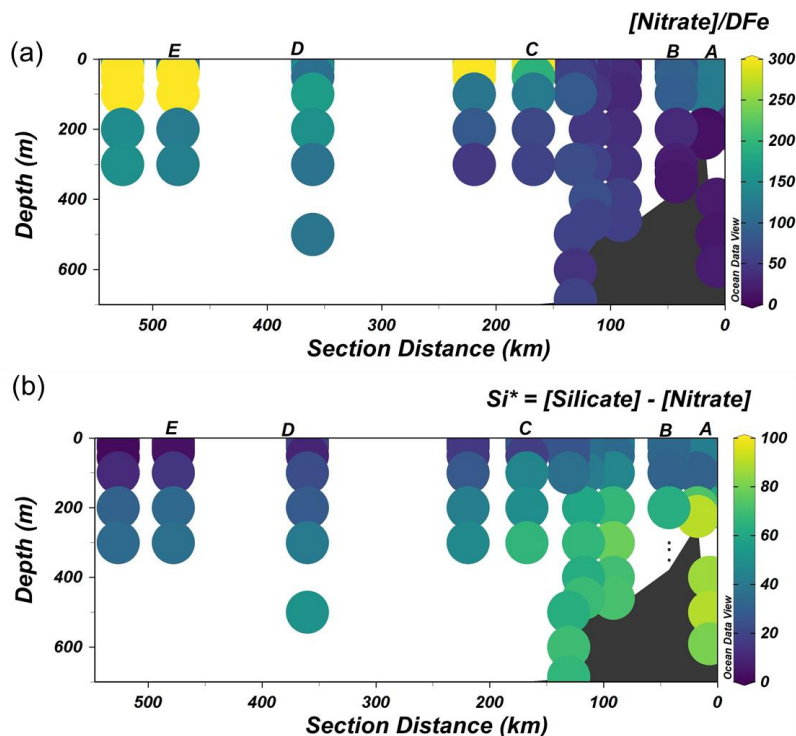 [Nitrate]/DFe
(a)
E D C B A
0
200
400
600
Depth (m)
500 400 300 200 100 0
Section Distance (km)
300
250
200
150
100
50
0
Ocean Data View
(b)
Si* = [Silicate] - [Nitrate]
E D C B A
0
200
400
600
Depth (m)
500 400 300 200 100 0
Section Distance (km)
100
80
60
40
20
0
Ocean Data View